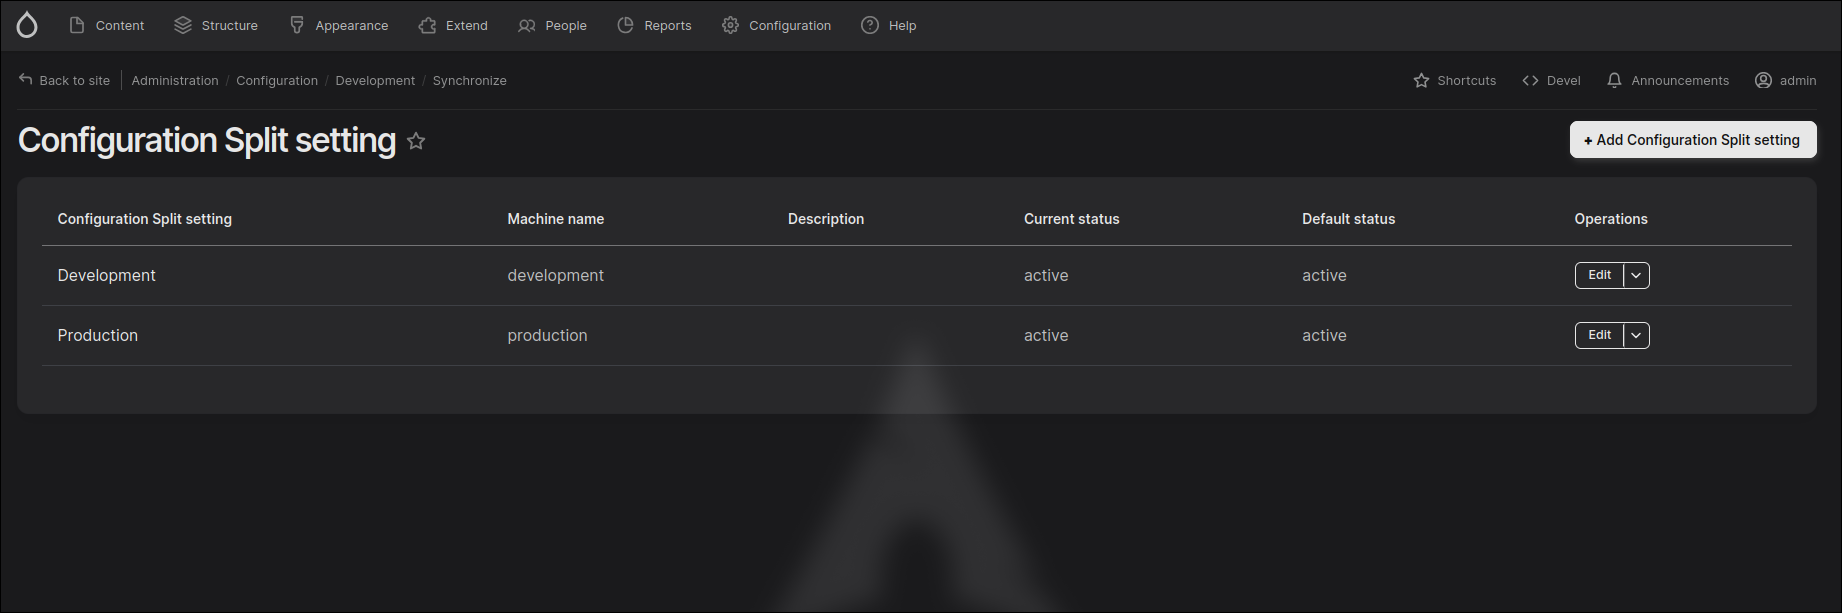 Content Structure Appearance Extend People Reports Configuration Help
Back to site Administration / Configuration / Development / Synchronize Shortcuts Devel Announcements admin
Configuration Split setting + Add Configuration Split setting
Configuration Split setting Machine name Description Current status Default status Operations
Development development active active Edit
Production production active active Edit